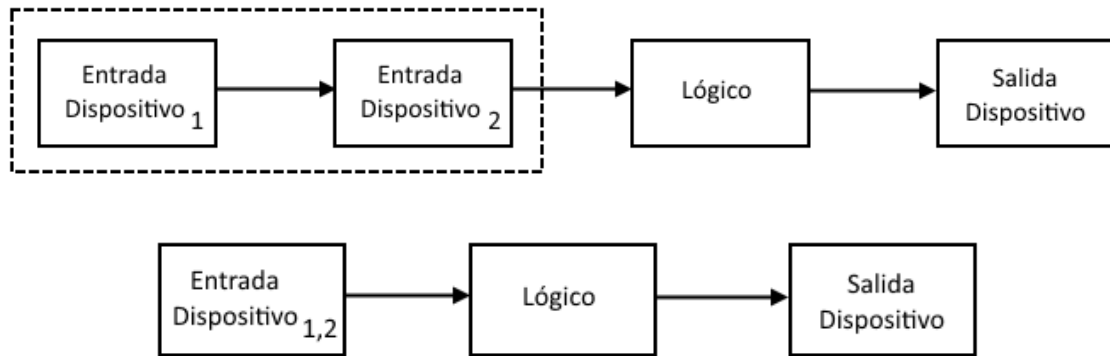 Entrada
Dispositivo 1
Entrada
Dispositivo 2
Lógico
Salida
Dispositivo
Entrada
Dispositivo 1,2
Lógico
Salida
Dispositivo